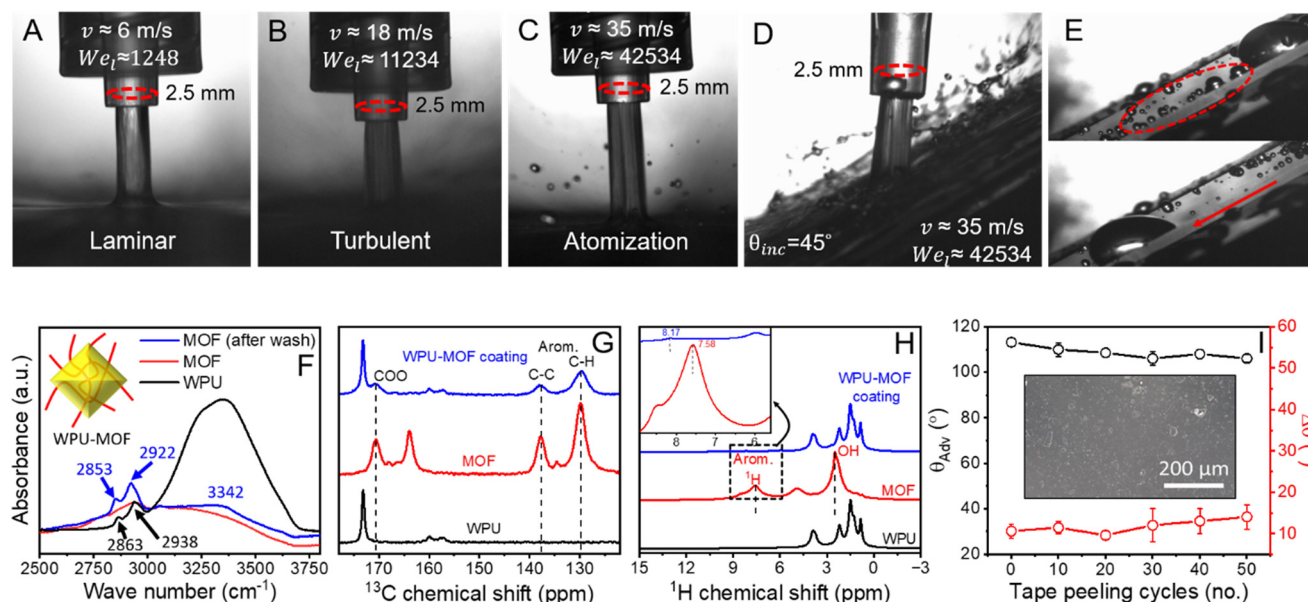 A
v ≈ 6 m/s
We_l≈1248
2.5 mm
Laminar
B
v ≈ 18 m/s
We_l≈11234
2.5 mm
Turbulent
C
v ≈ 35 m/s
We_l≈42534
2.5 mm
Atomization
D
2.5 mm
θ_inc=45°
v ≈ 35 m/s
We_l≈ 42534
E
F
MOF (after wash)
MOF
WPU
WPU-MOF
2922
2853
3342
2863
2938
Absorbance (a.u.)
2500 2750 3000 3250 3500 3750
Wave number (cm⁻¹)
G
WPU-MOF coating
Arom.
COO
C-C
C-H
MOF
WPU
170 160 150 140 130
¹³C chemical shift (ppm)
H
8.17
7.58
8 7 6
WPU-MOF
coating
OH
Arom.
¹H
MOF
WPU
15 12 9 6 3 0 −3
¹H chemical shift (ppm)
I
θ_Adv (°)
120
100
80
60
40
20
60
50
40
30
20
10
200 µm
0 10 20 30 40 50
Tape peeling cycles (no.)